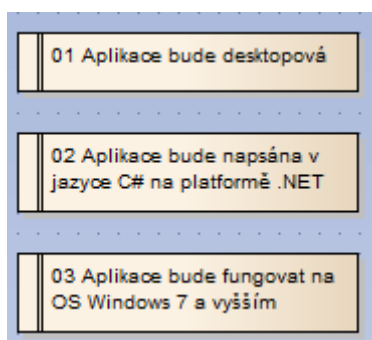 01 Aplikace bude desktopová
02 Aplikace bude napsána v
jazyce C# na platformě .NET
03 Aplikace bude fungovat na
OS Windows 7 a vyšším